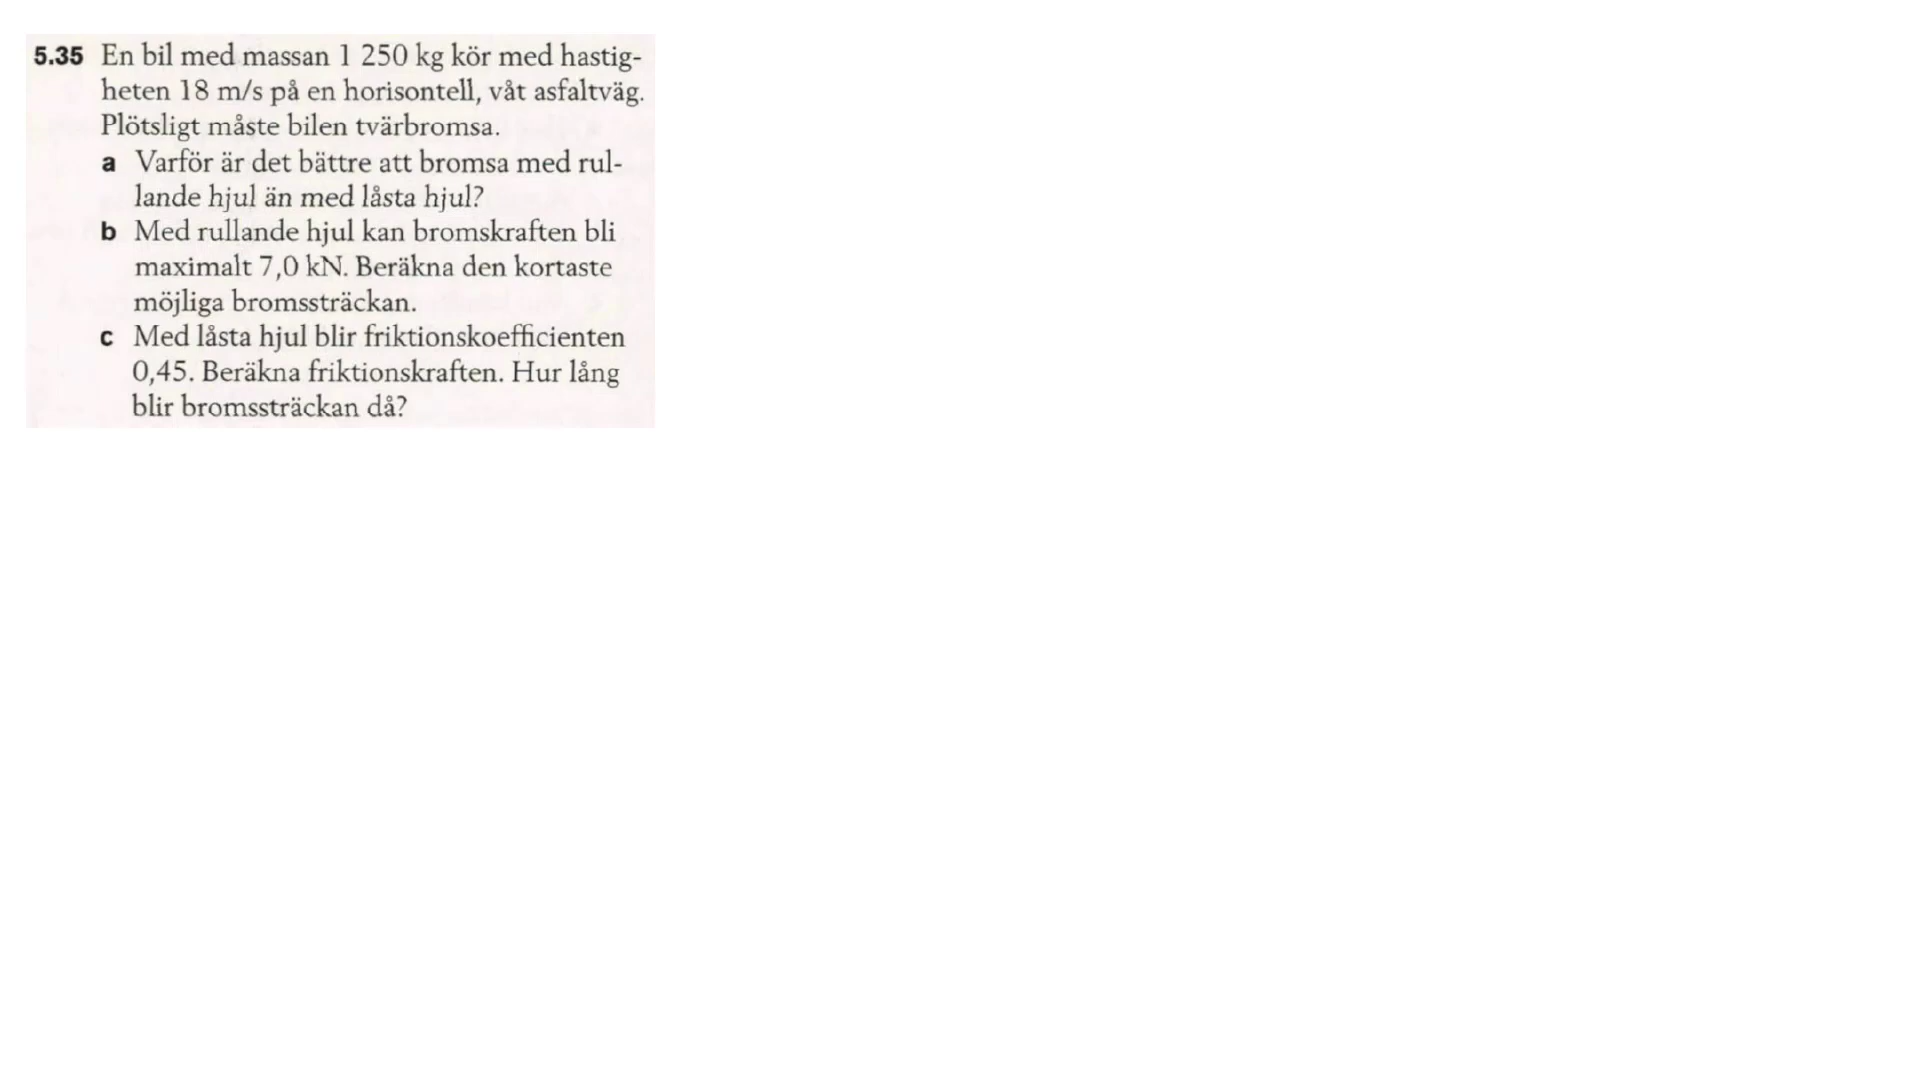 5.35 En bil med massan 1 250 kg kör med hastig-
heten 18 m/s på en horisontell, våt asfaltväg.
Plötsligt måste bilen tvärbromsa.
a Varför är det bättre att bromsa med rul-
lande hjul än med låsta hjul?
b Med rullande hjul kan bromskraften bli
maximalt 7,0 kN. Beräkna den kortaste
möjliga bromssträckan.
c Med låsta hjul blir friktionskoefficienten
0,45. Beräkna friktionskraften. Hur lång
blir bromssträckan då?